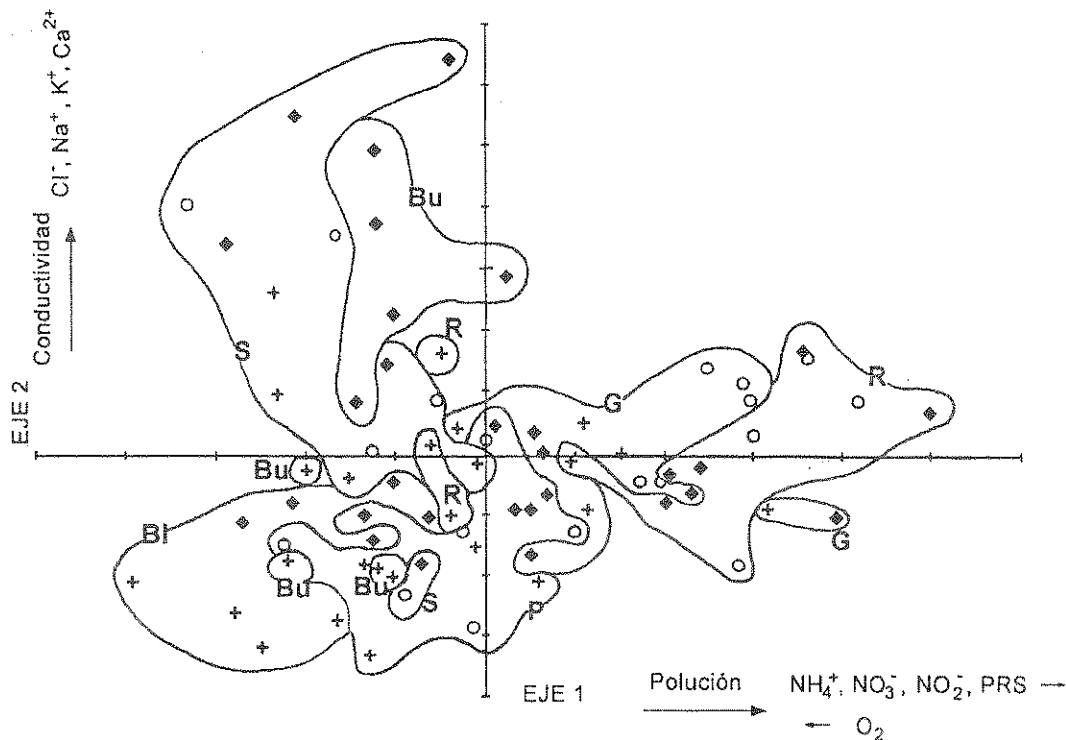 Conductividad
Cl⁻, Na⁺, K⁺, Ca²⁺
EJE 2
Bu
S
R
G
R
Bu
Bl
R
G
Bu
Bu
S
P
EJE 1
Polución
NH₄⁺, NO₃⁻, NO₂⁻, PRS →
← O₂